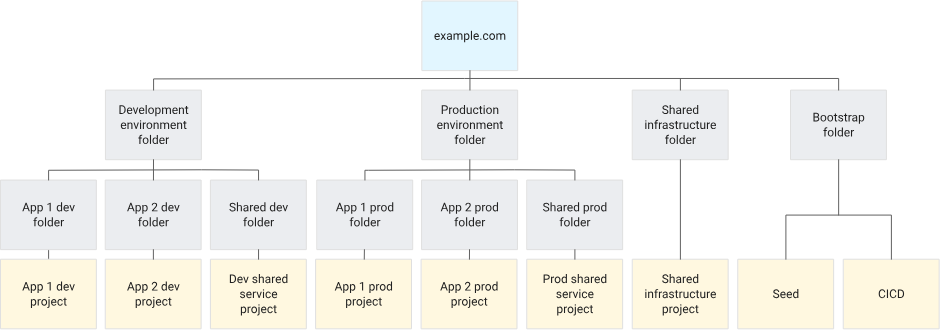 example.com
Development
environment
folder
Production
environment
folder
Shared
infrastructure
folder
Bootstrap
folder
App 1 dev
folder
App 2 dev
folder
Shared dev
folder
App 1 prod
folder
App 2 prod
folder
Shared prod
folder
App 1 dev
project
App 2 dev
project
Dev shared
service
project
App 1 prod
project
App 2 prod
project
Prod shared
service
project
Shared
infrastructure
project
Seed
CICD